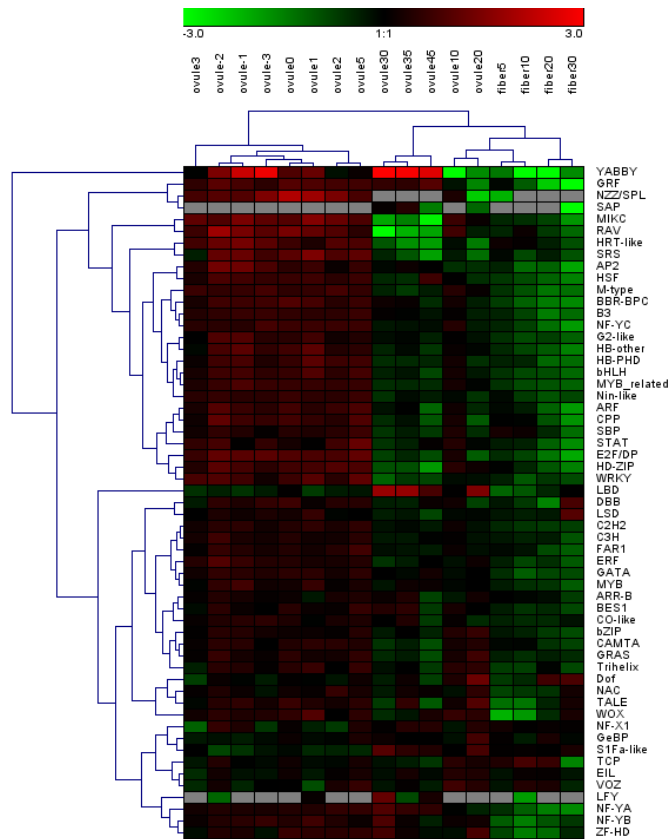 -3.0 1:1 3.0
ovule3
ovule-2
ovule-1
ovule-3
ovule0
ovule1
ovule2
ovule5
ovule30
ovule35
ovule45
ovule10
ovule20
fiber5
fiber10
fiber20
fiber30
YABBY
GRF
NZZ/SPL
SAP
MIKC
RAV
HRT-like
SRS
AP2
HSF
M-type
BBR-BPC
B3
NF-YC
G2-like
HB-other
HB-PHD
bHLH
MYB_related
Nin-like
ARF
CPP
SBP
STAT
E2F/DP
HD-ZIP
WRKY
LBD
DBB
LSD
C2H2
C3H
FAR1
ERF
GATA
MYB
ARR-B
BES1
CO-like
bZIP
CAMTA
GRAS
Trihelix
Dof
NAC
TALE
WOX
NF-X1
GeBP
S1Fa-like
TCP
EIL
VOZ
LFY
NF-YA
NF-YB
ZF-HD